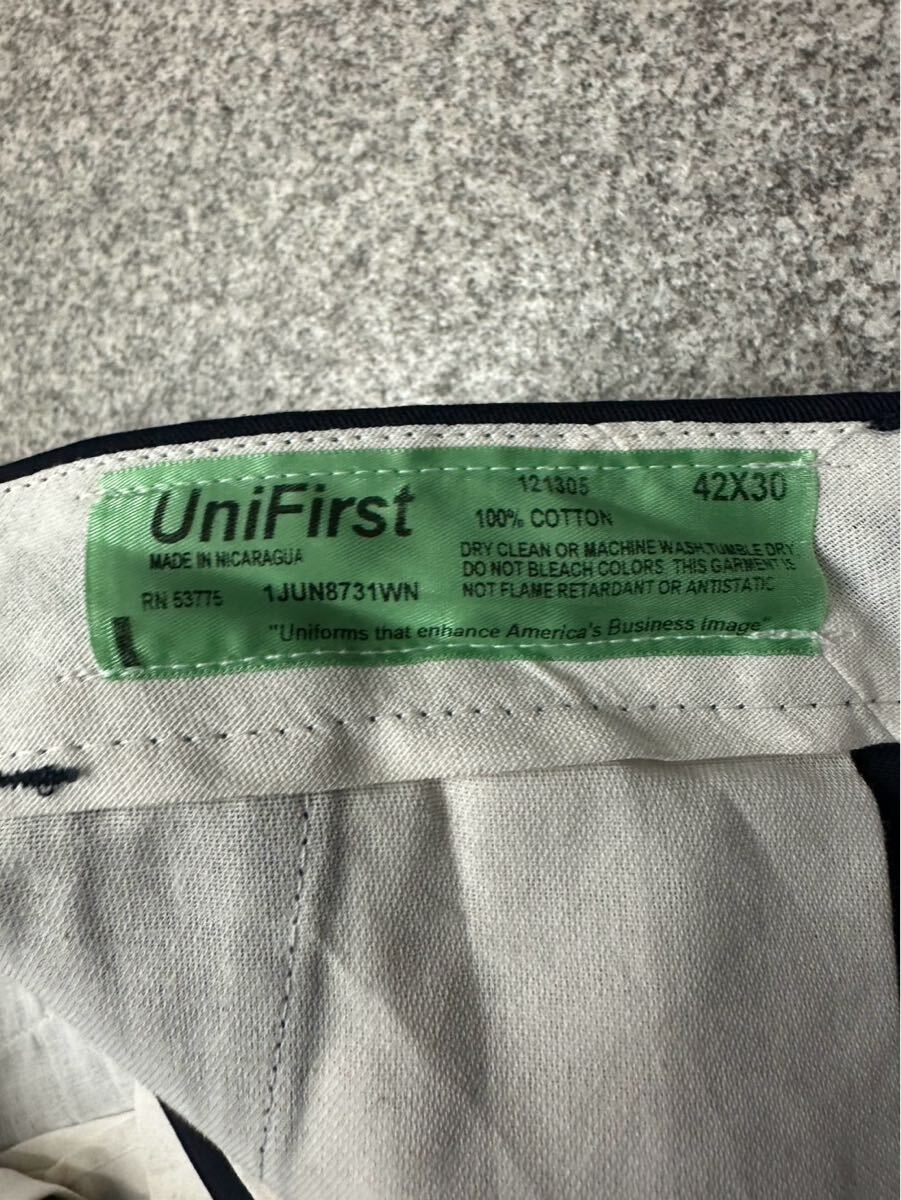 UniFirst
MADE IN NICARAGUA
RN 53775 1JUN8731WN
121305 42X30
100% COTTON
DRY CLEAN OR MACHINE WASH.TUMBLE DRY.
DO NOT BLEACH COLORS. THIS GARMENT IS
NOT FLAME RETARDANT OR ANTISTATIC
"Uniforms that enhance America's Business Image"